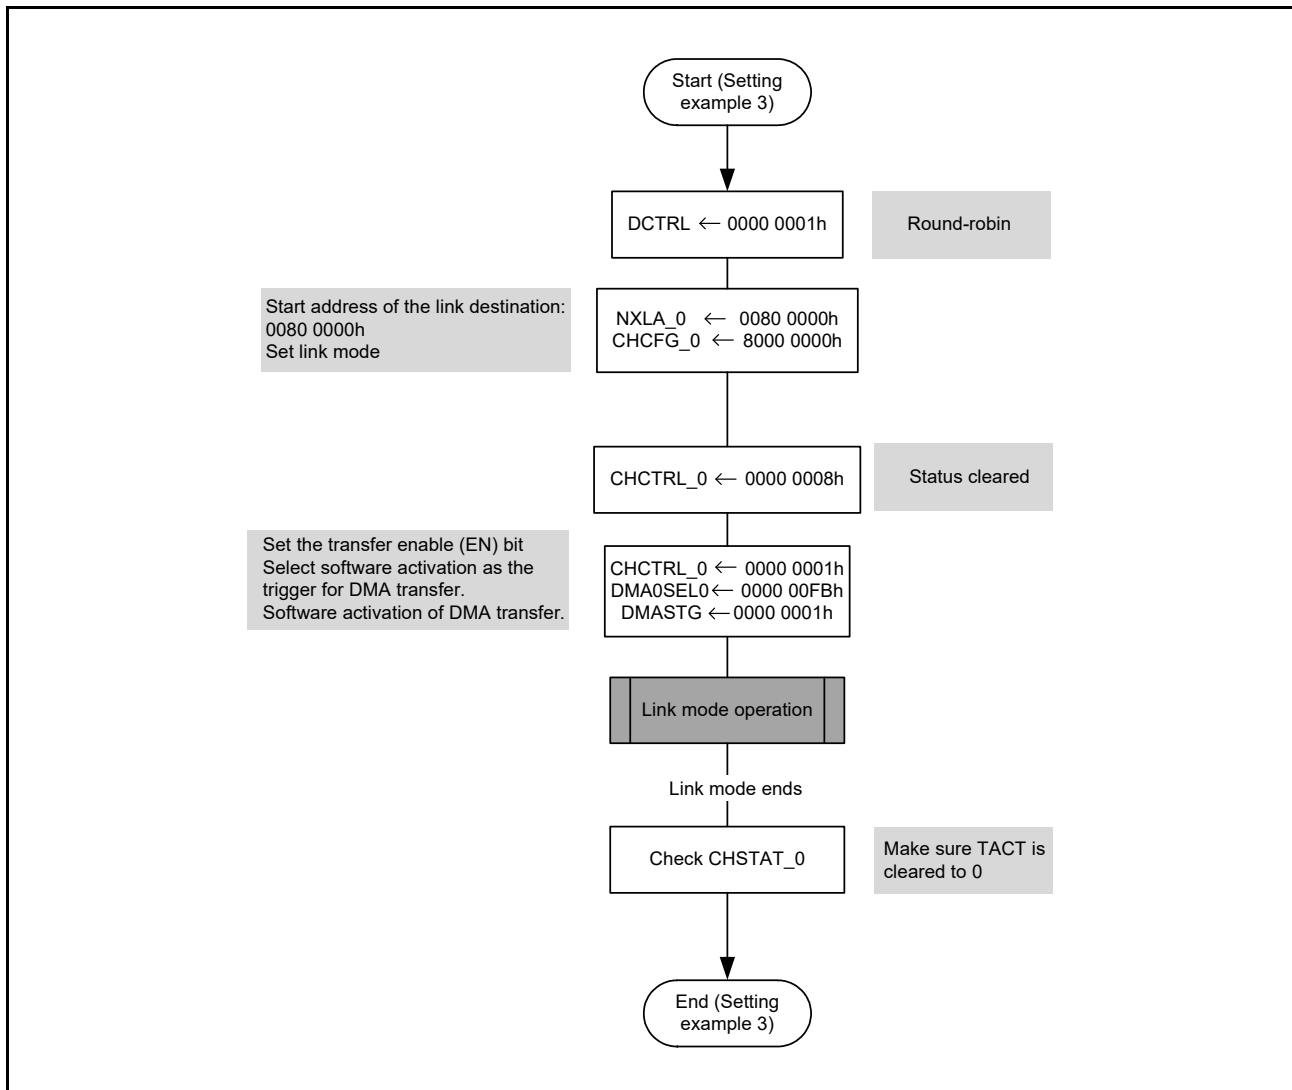 Start (Setting
example 3)
DCTRL ← 0000 0001h
Round-robin
Start address of the link destination:
0080 0000h
Set link mode
NXLA_0 ← 0080 0000h
CHCFG_0 ← 8000 0000h
CHCTRL_0 ← 0000 0008h
Status cleared
Set the transfer enable (EN) bit
Select software activation as the
trigger for DMA transfer.
Software activation of DMA transfer.
CHCTRL_0 ← 0000 0001h
DMA0SEL0 ← 0000 00FBh
DMASTG ← 0000 0001h
Link mode operation
Link mode ends
Check CHSTAT_0
Make sure TACT is
cleared to 0
End (Setting
example 3)